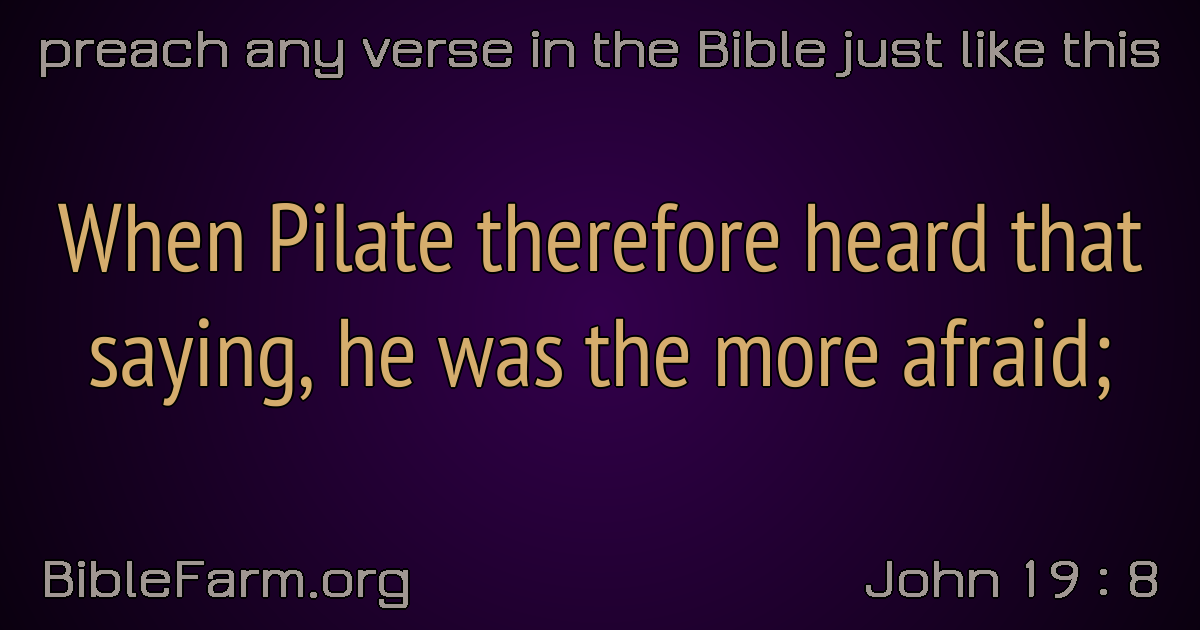 preach any verse in the Bible just like this
When Pilate therefore heard that
saying, he was the more afraid;
BibleFarm.org
John 19 : 8